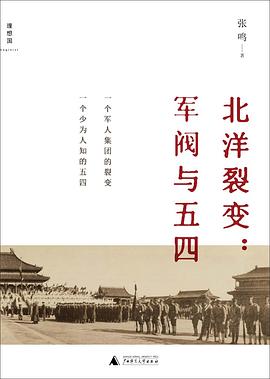 理想国
imaginist
张鸣 著
北洋裂变：
军阀与五四
一个军人集团的裂变
一个少为人知的五四
广西师范大学出版社